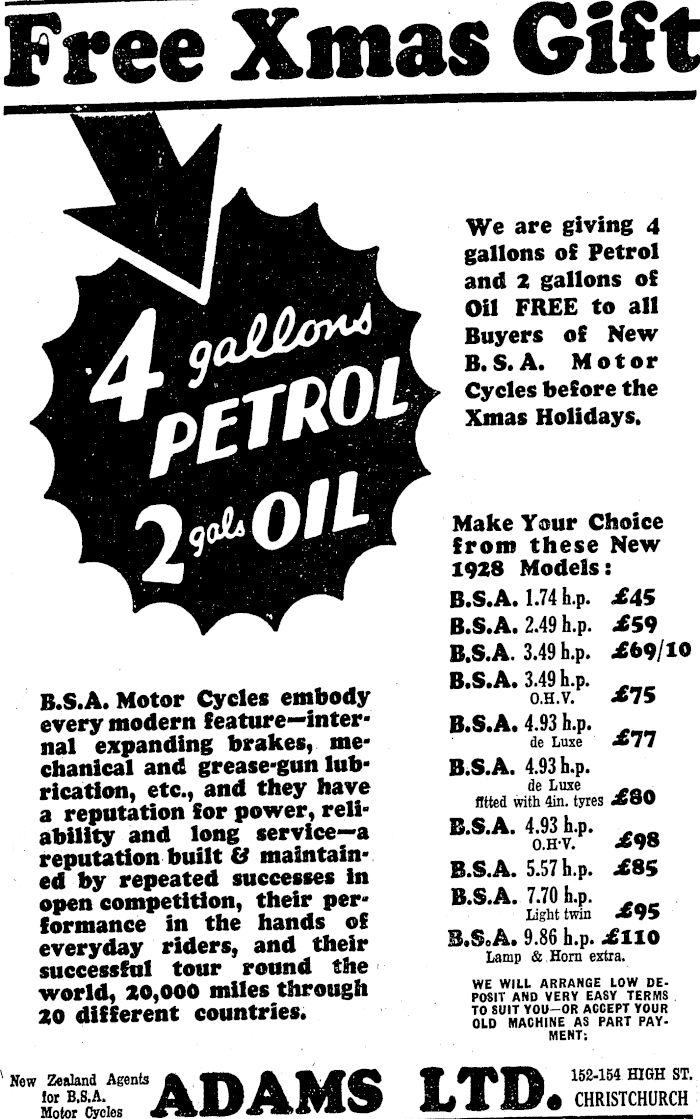 Free Xmas Gift
4 gallons
PETROL
2 gals OIL
We are giving 4
gallons of Petrol
and 2 gallons of
Oil FREE to all
Buyers of New
B.S.A. Motor
Cycles before the
Xmas Holidays.
Make Your Choice
from these New
1928 Models:
B.S.A. 1.74 h.p. £45
B.S.A. 2.49 h.p. £59
B.S.A. 3.49 h.p. £69/10
B.S.A. 3.49 h.p.
O.H.V. £75
B.S.A. 4.93 h.p.
de Luxe £77
B.S.A. 4.93 h.p.
de Luxe
fitted with 4in. tyres £80
B.S.A. 4.93 h.p.
O.H.V. £98
B.S.A. 5.57 h.p. £85
B.S.A. 7.70 h.p.
Light twin £95
B.S.A. 9.86 h.p. £110
Lamp & Horn extra.
WE WILL ARRANGE LOW DE-
POSIT AND VERY EASY TERMS
TO SUIT YOU—OR ACCEPT YOUR
OLD MACHINE AS PART PAY-
MENT:
B.S.A. Motor Cycles embody
every modern feature—inter-
nal expanding brakes, me-
chanical and grease-gun lub-
rication, etc., and they have
a reputation for power, reli-
ability and long service—a
reputation built & maintain-
ed by repeated successes in
open competition, their per-
formance in the hands of
everyday riders, and their
successful tour round the
world, 20,000 miles through
20 different countries.
New Zealand Agents
for B.S.A.
Motor Cycles
ADAMS LTD.
152-154 HIGH ST.
CHRISTCHURCH